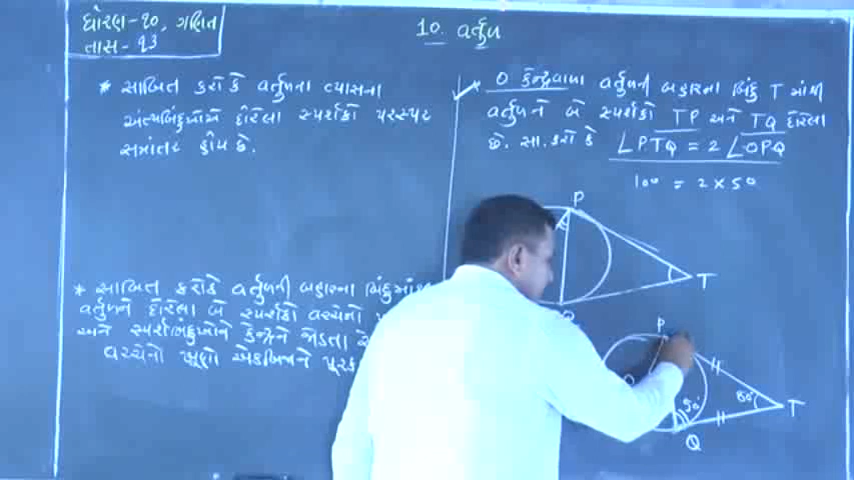 ધોરણ-૧૦, ગણિત
તાસ - ૧૩
10. વર્તુળ
* સાબિત કરો કે વર્તુળના વ્યાસના
અંત્યબિંદુઓએ દોરેલા સ્પર્શકો પરસ્પર
સમાંતર હોય છે.
* સાબિત કરોકે વર્તુળની બહારના બિંદુમાંથી
વર્તુળને દોરેલા બે સ્પર્શકો વચ્ચેનો
અને સ્પર્શબિંદુઓને કેન્દ્રને જોડતા
વચ્ચેનો ખૂણો એકબીજાને
* O કેન્દ્રવાળા વર્તુળની બહારના બિંદુ T માંથી
વર્તુળને બે સ્પર્શકો TP અને TQ દોરેલા
છે. સા. કરો કે ∠PTQ = 2 ∠OPQ
100 = 2 × 50
P
T
P
50°
80°
T
Q